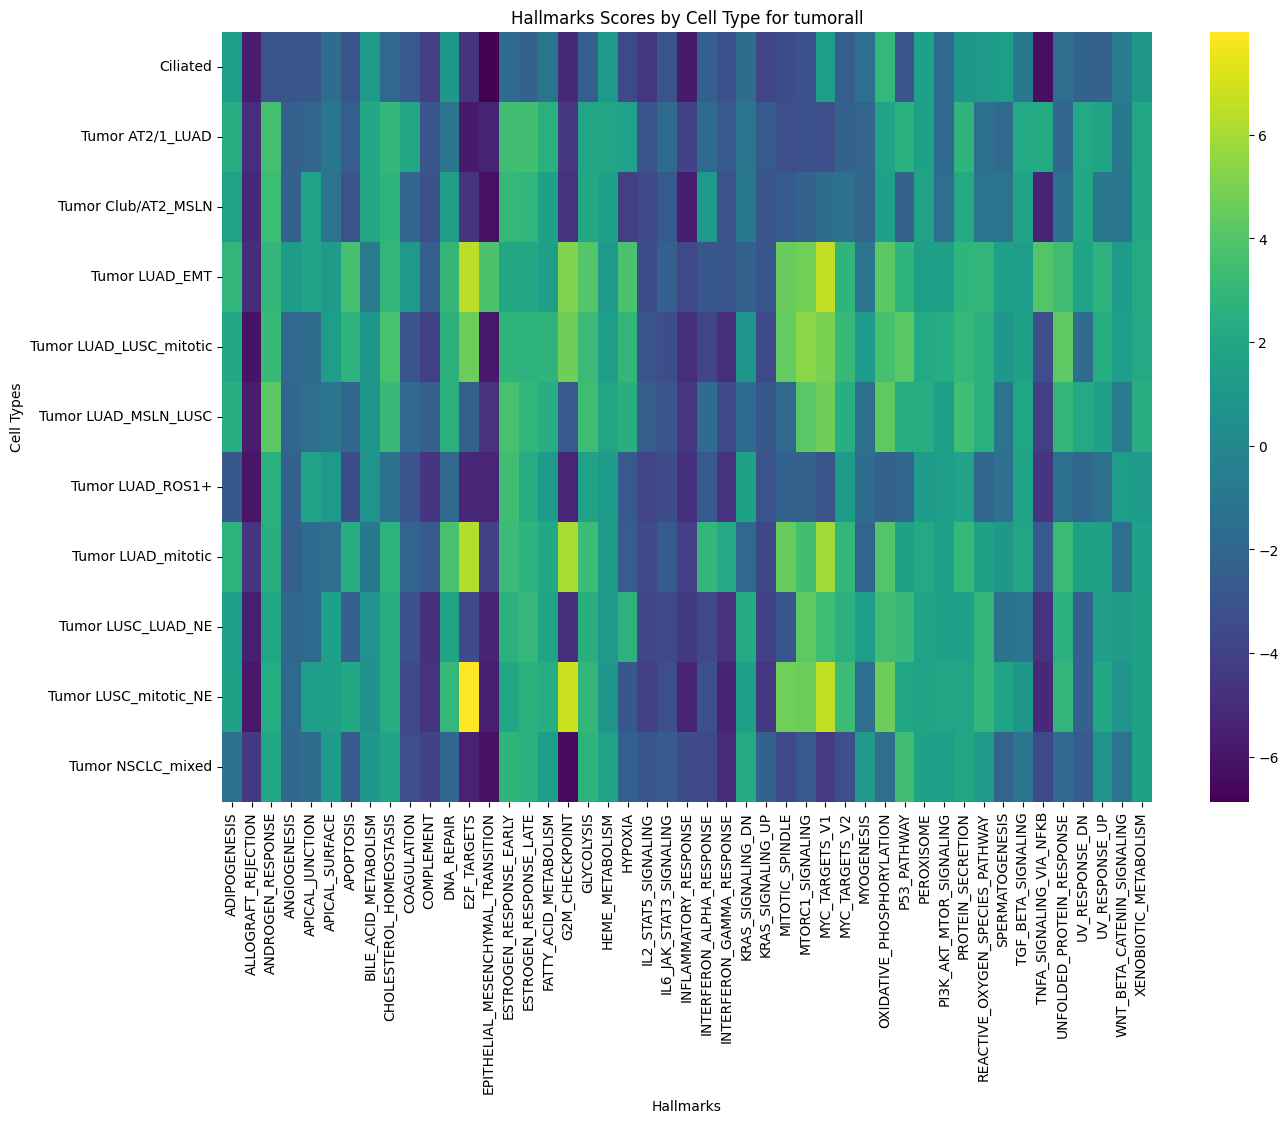 Hallmarks Scores by Cell Type for tumorall
Cell Types
Ciliated
Tumor AT2/1_LUAD
Tumor Club/AT2_MSLN
Tumor LUAD_EMT
Tumor LUAD_LUSC_mitotic
Tumor LUAD_MSLN_LUSC
Tumor LUAD_ROS1+
Tumor LUAD_mitotic
Tumor LUSC_LUAD_NE
Tumor LUSC_mitotic_NE
Tumor NSCLC_mixed
6
4
2
0
−2
−4
−6
ADIPOGENESIS
ALLOGRAFT_REJECTION
ANDROGEN_RESPONSE
ANGIOGENESIS
APICAL_JUNCTION
APICAL_SURFACE
APOPTOSIS
BILE_ACID_METABOLISM
CHOLESTEROL_HOMEOSTASIS
COAGULATION
COMPLEMENT
DNA_REPAIR
E2F_TARGETS
EPITHELIAL_MESENCHYMAL_TRANSITION
ESTROGEN_RESPONSE_EARLY
ESTROGEN_RESPONSE_LATE
FATTY_ACID_METABOLISM
G2M_CHECKPOINT
GLYCOLYSIS
HEME_METABOLISM
HYPOXIA
IL2_STAT5_SIGNALING
IL6_JAK_STAT3_SIGNALING
INFLAMMATORY_RESPONSE
INTERFERON_ALPHA_RESPONSE
INTERFERON_GAMMA_RESPONSE
KRAS_SIGNALING_DN
KRAS_SIGNALING_UP
MITOTIC_SPINDLE
MTORC1_SIGNALING
MYC_TARGETS_V1
MYC_TARGETS_V2
MYOGENESIS
OXIDATIVE_PHOSPHORYLATION
P53_PATHWAY
PEROXISOME
PI3K_AKT_MTOR_SIGNALING
PROTEIN_SECRETION
REACTIVE_OXYGEN_SPECIES_PATHWAY
SPERMATOGENESIS
TGF_BETA_SIGNALING
TNFA_SIGNALING_VIA_NFKB
UNFOLDED_PROTEIN_RESPONSE
UV_RESPONSE_DN
UV_RESPONSE_UP
WNT_BETA_CATENIN_SIGNALING
XENOBIOTIC_METABOLISM
Hallmarks